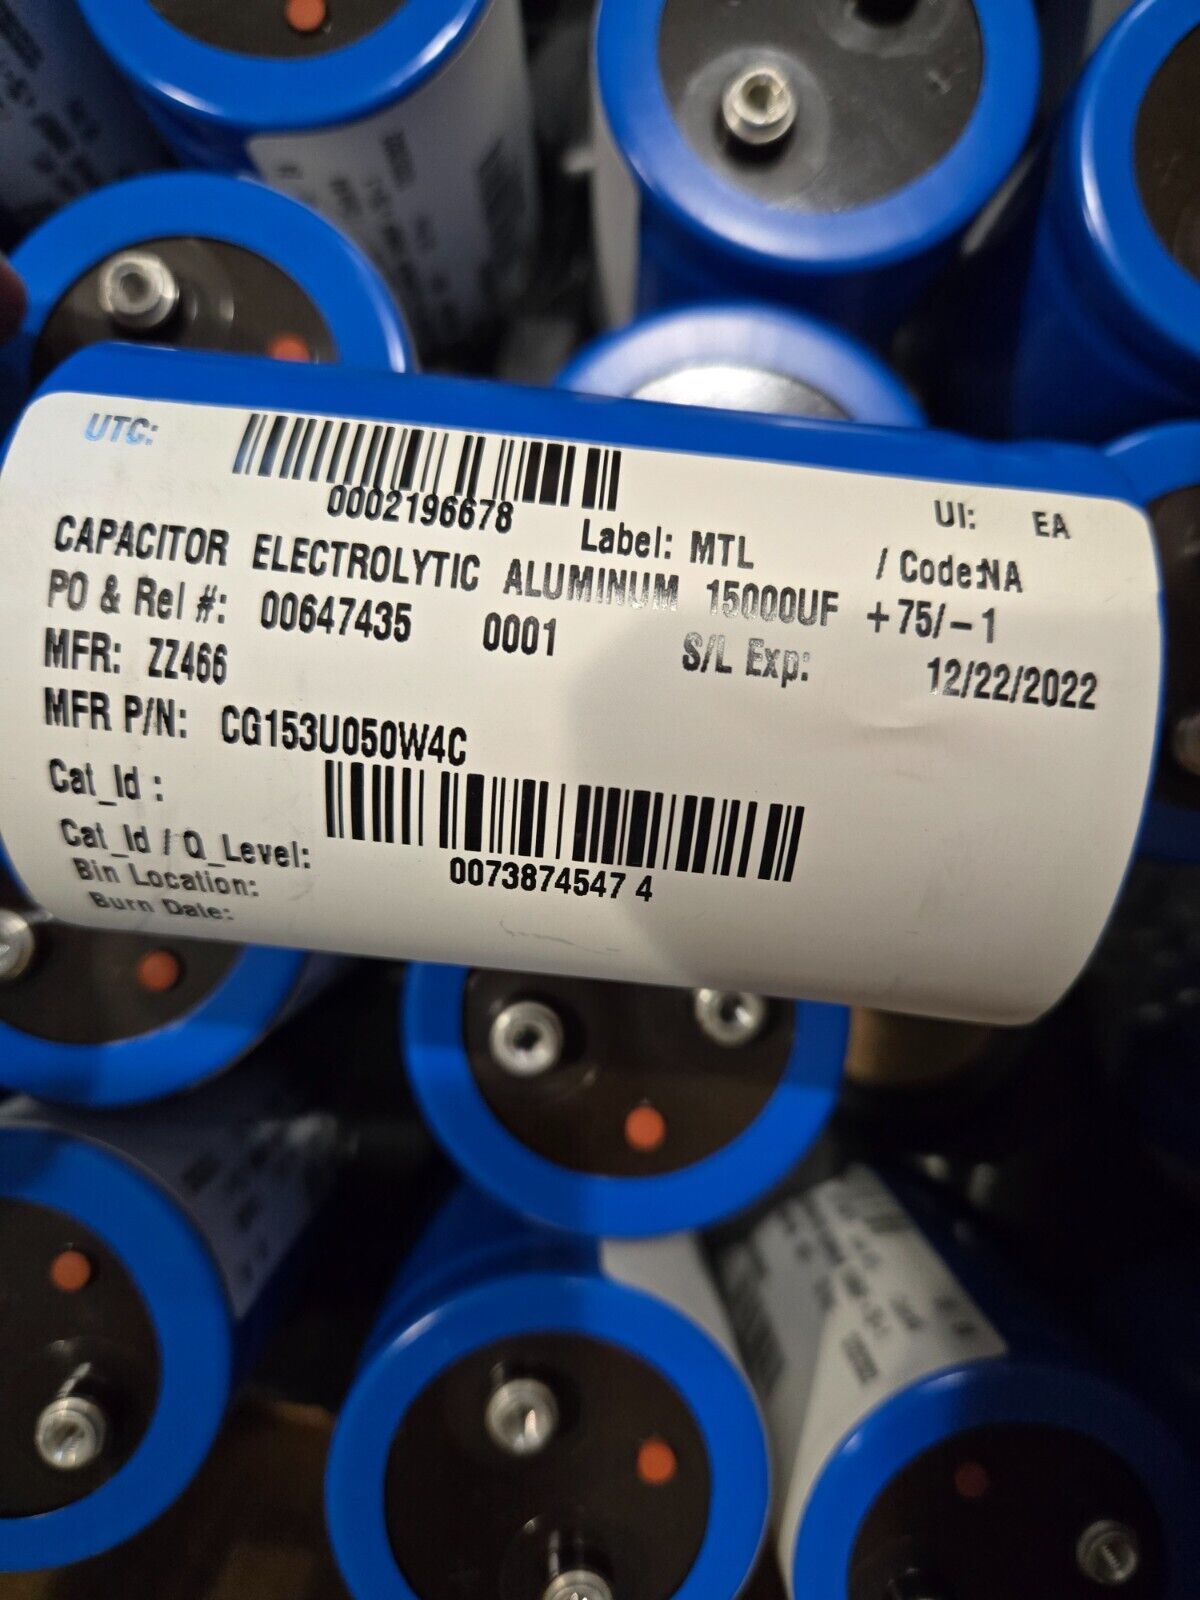 UTC:
0002196678
UI: EA
Label: MTL / Code:NA
CAPACITOR ELECTROLYTIC ALUMINUM 15000UF +75/-1
PO & Rel #: 00647435 0001
S/L Exp: 12/22/2022
MFR: ZZ466
MFR P/N: CG153U050W4C
Cat_Id :
Cat_Id / Q_Level:
0073874547 4
Bin Location:
Burn Date: